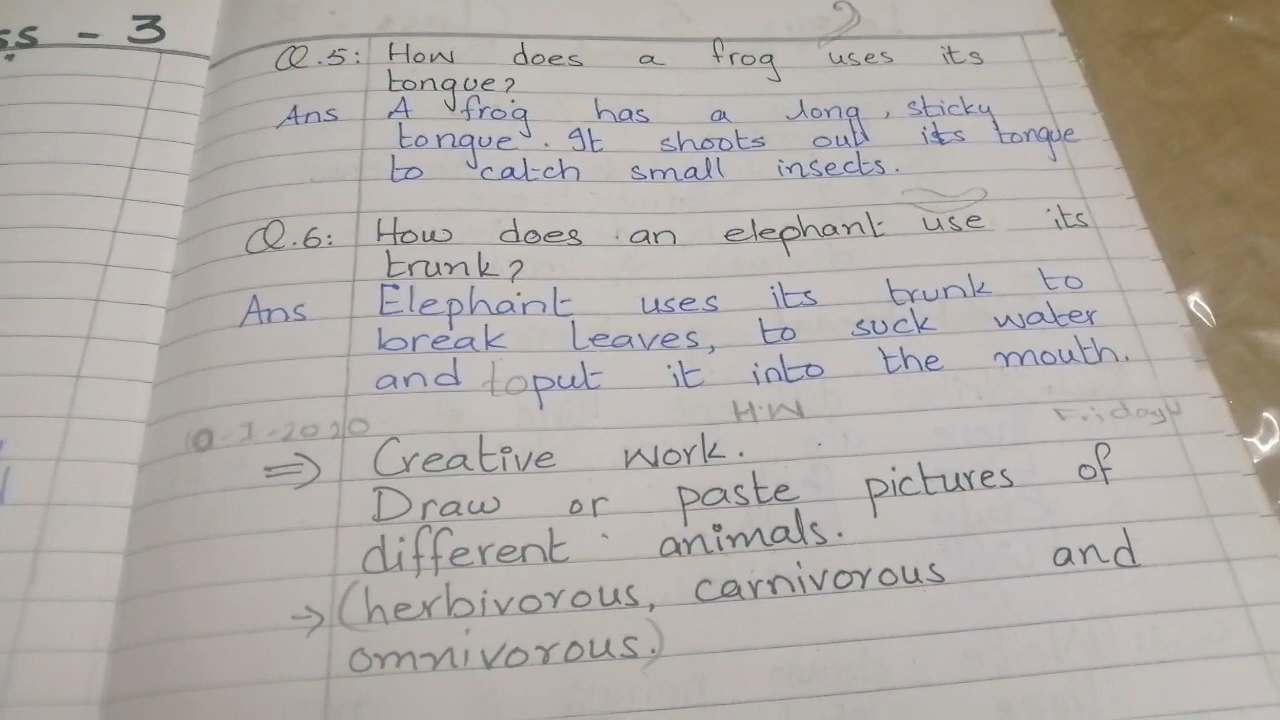 ss - 3
Q.5: How does a frog uses its
tongue?
Ans A frog has a long, sticky
tongue. It shoots out its tongue
to catch small insects.
Q.6: How does an elephant use its
trunk?
Ans Elephant uses its trunk to
break leaves, to suck water
and to put it into the mouth.
H.W Friday
-1-2020
⇒ Creative work.
Draw or paste pictures of
different animals.
→ (herbivorous, carnivorous and
omnivorous.)